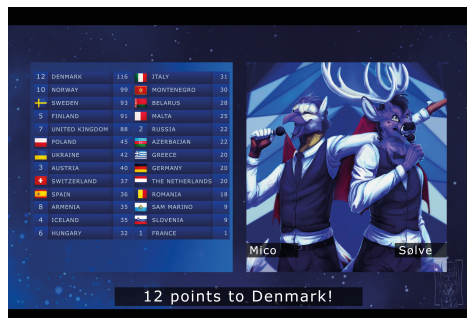 12 DENMARK 116
10 NORWAY 99
SWEDEN 93
5 FINLAND 91
7 UNITED KINGDOM 88
POLAND 45
UKRAINE 42
3 AUSTRIA 40
SWITZERLAND 37
SPAIN 36
8 ARMENIA 35
4 ICELAND 35
6 HUNGARY 32
ITALY 31
MONTENEGRO 30
BELARUS 28
MALTA 25
2 RUSSIA 22
AZERBAIJAN 22
GREECE 20
GERMANY 20
THE NETHERLANDS 20
ROMANIA 18
SAN MARINO 9
SLOVENIA 9
1 FRANCE 1
Mico
Sølve
12 points to Denmark!